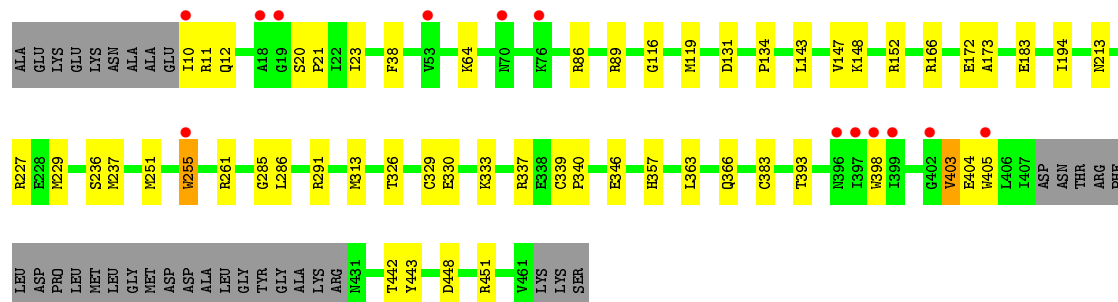 ALA GLU LYS GLU LYS ASN ALA ALA GLU I10 R11 Q12 A18 G19 S20 P21 I22 I23 F38 V53 K64 N70 K76 R86 R89 G116 M119 D131 P134 L143 V147 K148 R152 R166 E172 A173 E183 I194 N213
R227 E228 M229 S236 M237 M251 W255 R261 G285 L286 R291 M313 T326 C329 E330 K333 R337 E338 C339 P340 E346 H357 L363 Q366 C383 T393 N396 I397 W398 I399 G402 V403 E404 W405 L406 I407 ASP ASN THR ARG PHE
LEU ASP PRO LEU MET LEU GLY MET ASP ASP ALA LEU GLY TYR GLY ALA LYS ARG N431 T442 Y443 D448 R451 V461 LYS LYS SER